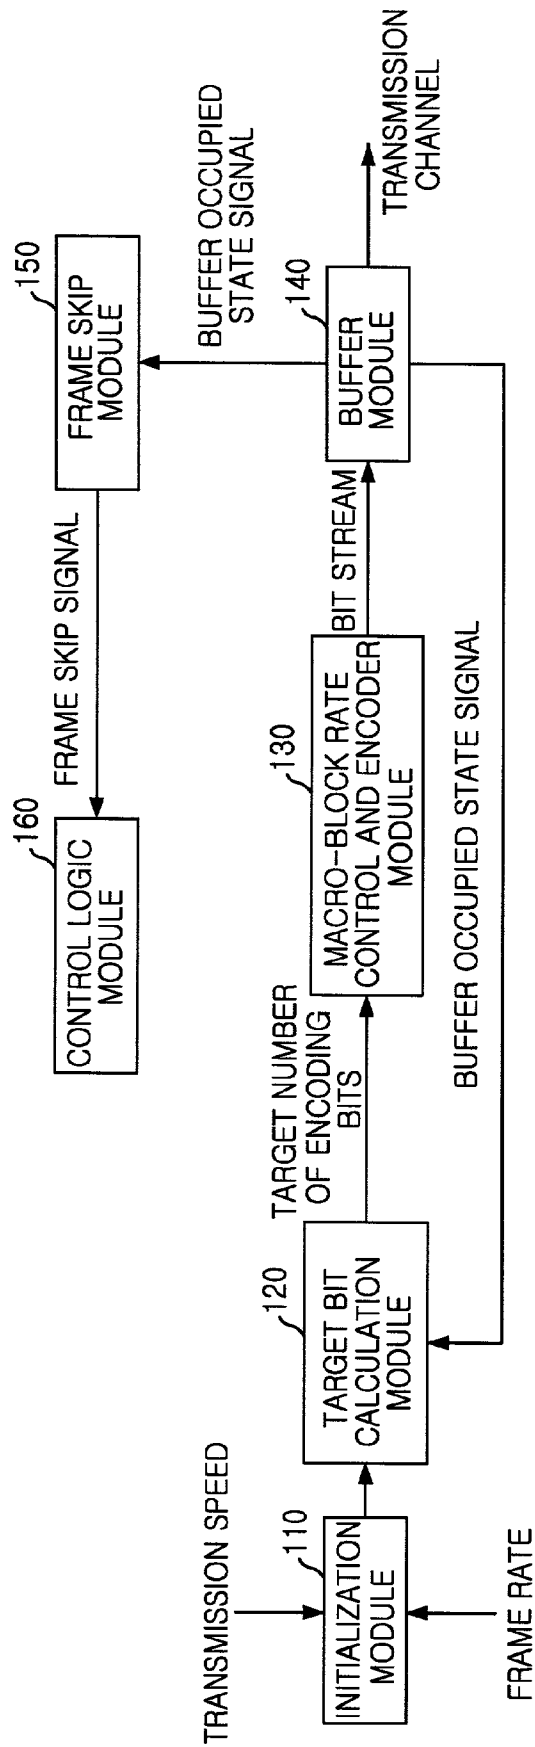 TRANSMISSION SPEED
110
INITIALIZATION
MODULE
FRAME RATE
120
TARGET BIT
CALCULATION
MODULE
TARGET NUMBER
OF ENCODING
BITS
130
MACRO-BLOCK RATE
CONTROL AND ENCODER
MODULE
BIT STREAM
140
BUFFER
MODULE
TRANSMISSION
CHANNEL
BUFFER OCCUPIED STATE SIGNAL
BUFFER OCCUPIED
STATE SIGNAL
150
FRAME SKIP
MODULE
FRAME SKIP SIGNAL
160
CONTROL LOGIC
MODULE